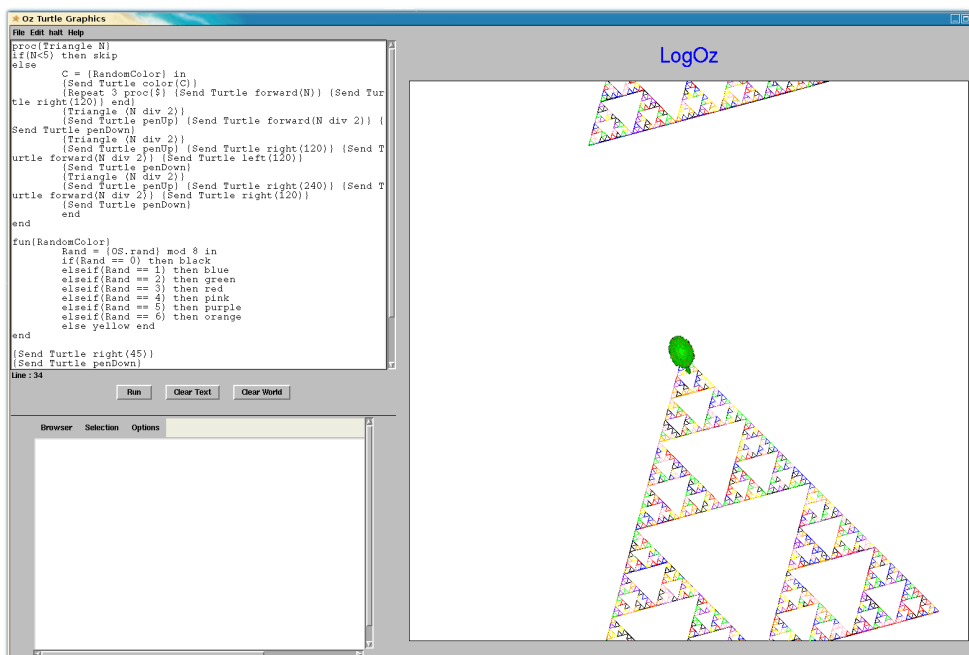 Oz Turtle Graphics
File Edit halt Help
proc{Triangle N}
if(N<5) then skip
else
C = {RandomColor} in
{Send Turtle color(C)}
{Repeat 3 proc{$} {Send Turtle forward(N)} {Send Tur
tle right(120)} end}
{Triangle (N div 2)}
{Send Turtle penUp} {Send Turtle forward(N div 2)} {
Send Turtle penDown}
{Triangle (N div 2)}
{Send Turtle penUp} {Send Turtle right(120)} {Send T
urtle forward(N div 2)} {Send Turtle left(120)}
{Send Turtle penDown}
{Triangle (N div 2)}
{Send Turtle penUp} {Send Turtle right(240)} {Send T
urtle forward(N div 2)} {Send Turtle right(120)}
{Send Turtle penDown}
end
end
fun{RandomColor}
Rand = {OS.rand} mod 8 in
if(Rand == 0) then black
elseif(Rand == 1) then blue
elseif(Rand == 2) then green
elseif(Rand == 3) then red
elseif(Rand == 4) then pink
elseif(Rand == 5) then purple
elseif(Rand == 6) then orange
else yellow end
end
{Send Turtle right(45)}
{Send Turtle penDown}
Line : 34
Run Clear Text Clear World
Browser Selection Options
LogOz